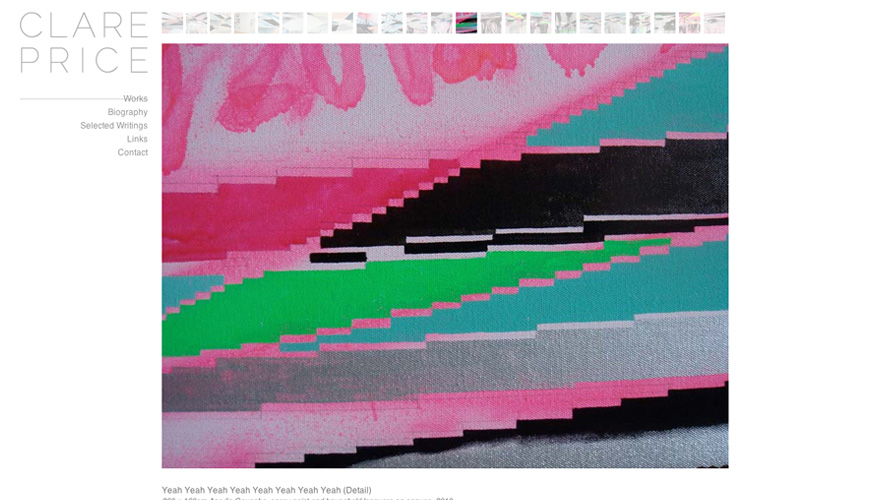 CLARE
PRICE
Works
Biography
Selected Writings
Links
Contact
Yeah Yeah Yeah Yeah Yeah Yeah Yeah Yeah (Detail)